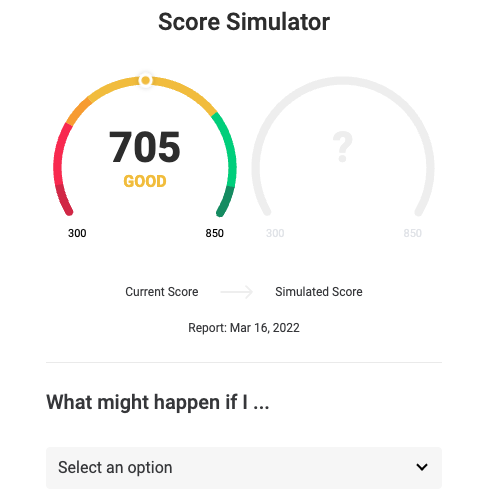 Score Simulator
705
?
GOOD
300
850
300
850
Current Score
Simulated Score
Report: Mar 16, 2022
What might happen if I ...
Select an option